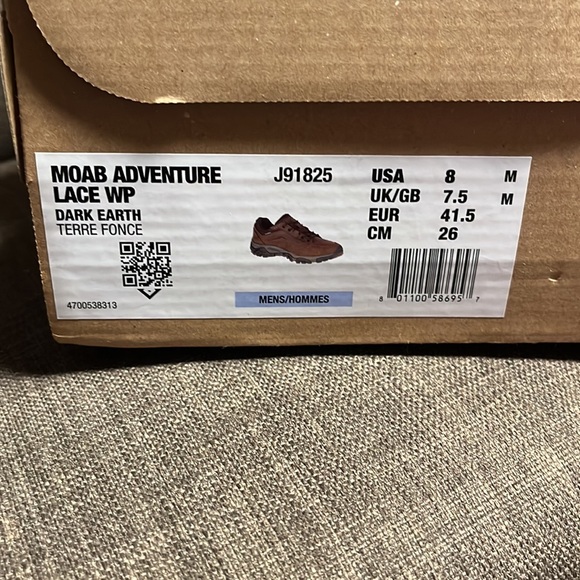 MOAB ADVENTURE
LACE WP
DARK EARTH
TERRE FONCE
4700538313
J91825
MENS/HOMMES
USA 8 M
UK/GB 7.5 M
EUR 41.5
CM 26
8 01100 58695 7